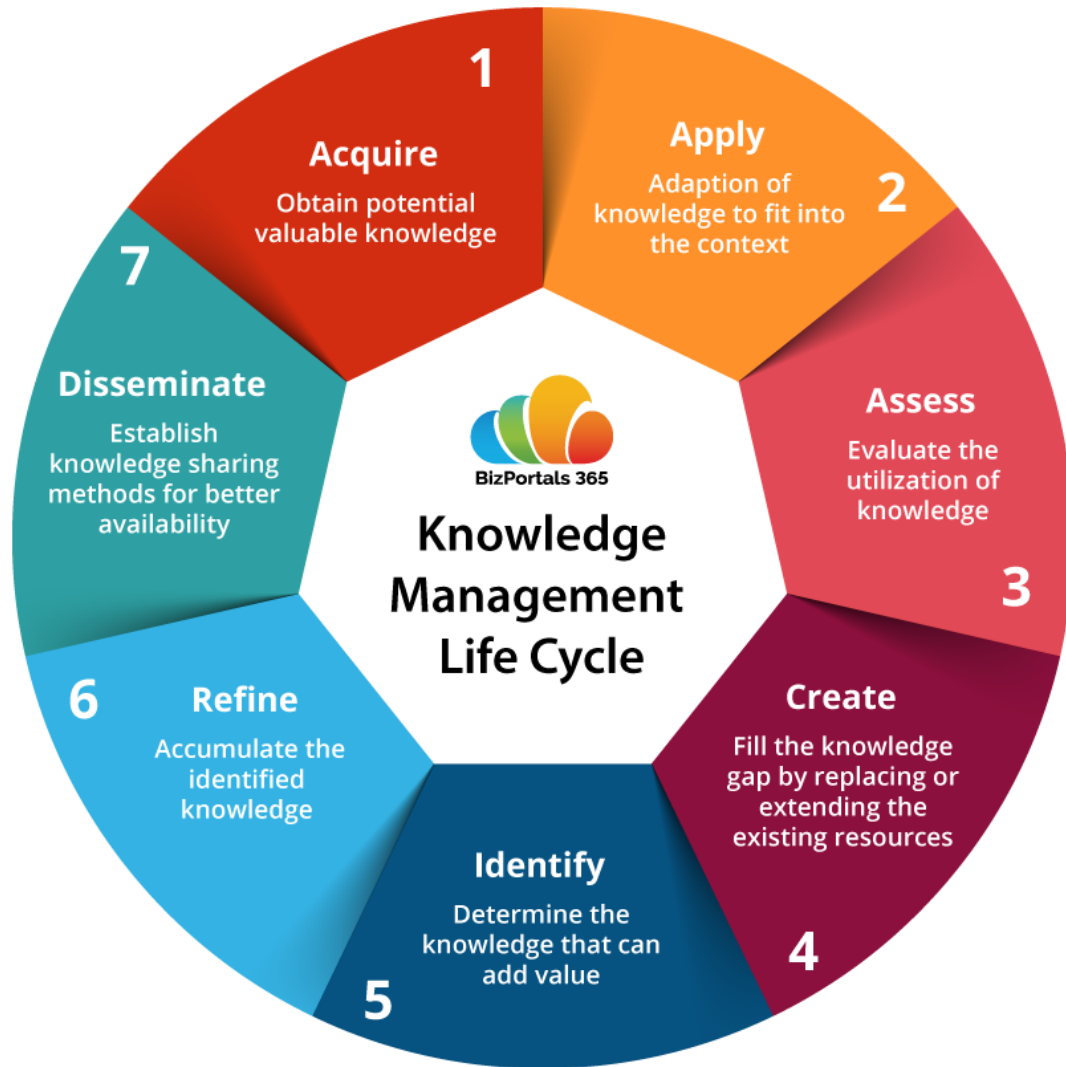 1
Acquire
Obtain potential
valuable knowledge
Apply
Adaption of
knowledge to fit into
the context
2
Assess
Evaluate the
utilization of
knowledge
3
Create
Fill the knowledge
gap by replacing or
extending the
existing resources
4
Identify
Determine the
knowledge that can
add value
5
6
Refine
Accumulate the
identified
knowledge
7
Disseminate
Establish
knowledge sharing
methods for better
availability
BizPortals 365
Knowledge
Management
Life Cycle